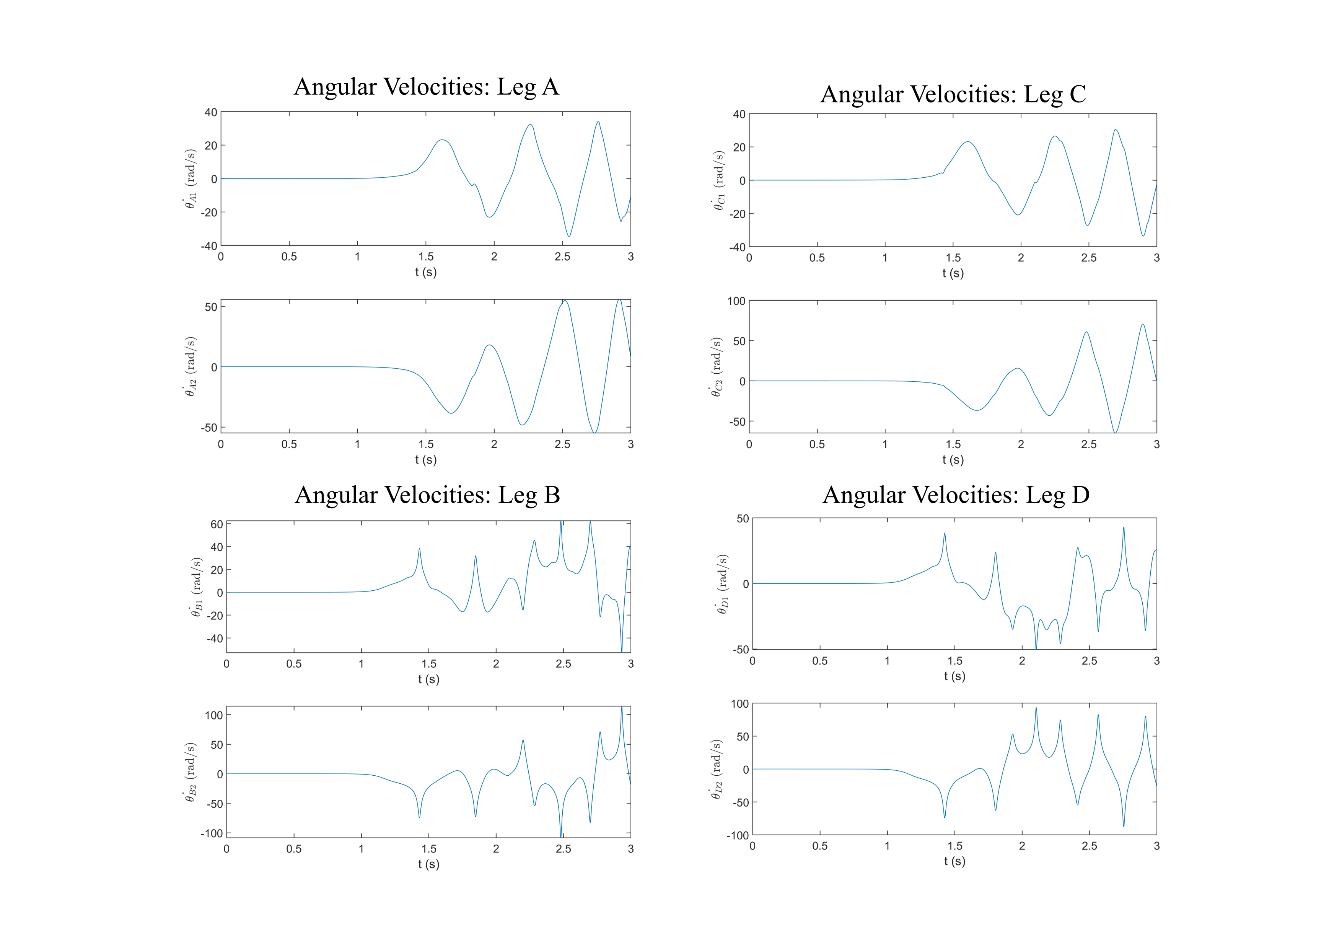 Angular Velocities: Leg A
40
20
0
-20
-40
θ̇A1 (rad/s)
0 0.5 1 1.5 2 2.5 3
t (s)
50
0
-50
θ̇A2 (rad/s)
0 0.5 1 1.5 2 2.5 3
t (s)
Angular Velocities: Leg C
40
20
0
-20
-40
θ̇C1 (rad/s)
0 0.5 1 1.5 2 2.5 3
t (s)
100
50
0
-50
θ̇C2 (rad/s)
0 0.5 1 1.5 2 2.5 3
t (s)
Angular Velocities: Leg B
60
40
20
0
-20
-40
θ̇B1 (rad/s)
0 0.5 1 1.5 2 2.5 3
t (s)
100
50
0
-50
-100
θ̇B2 (rad/s)
0 0.5 1 1.5 2 2.5 3
t (s)
Angular Velocities: Leg D
50
0
-50
θ̇D1 (rad/s)
0 0.5 1 1.5 2 2.5 3
t (s)
100
50
0
-50
-100
θ̇D2 (rad/s)
0 0.5 1 1.5 2 2.5 3
t (s)